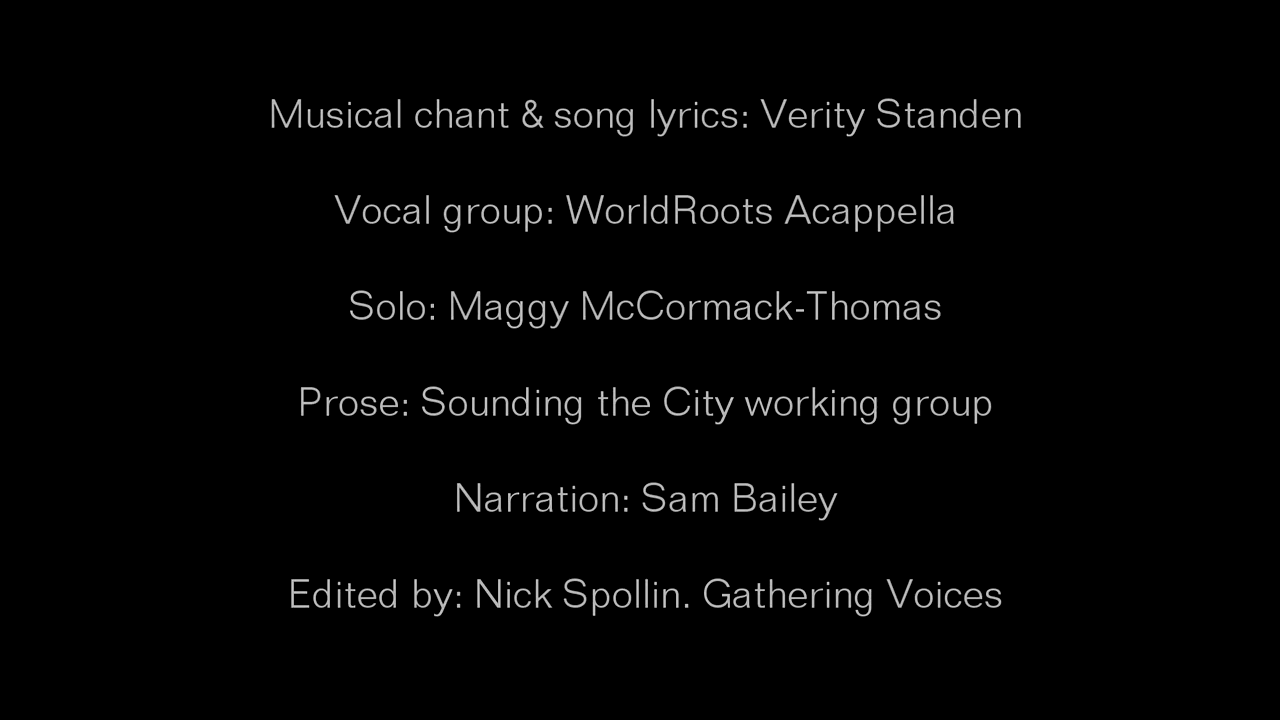 Musical chant & song lyrics: Verity Standen
Vocal group: WorldRoots Acappella
Solo: Maggy McCormack-Thomas
Prose: Sounding the City working group
Narration: Sam Bailey
Edited by: Nick Spollin. Gathering Voices